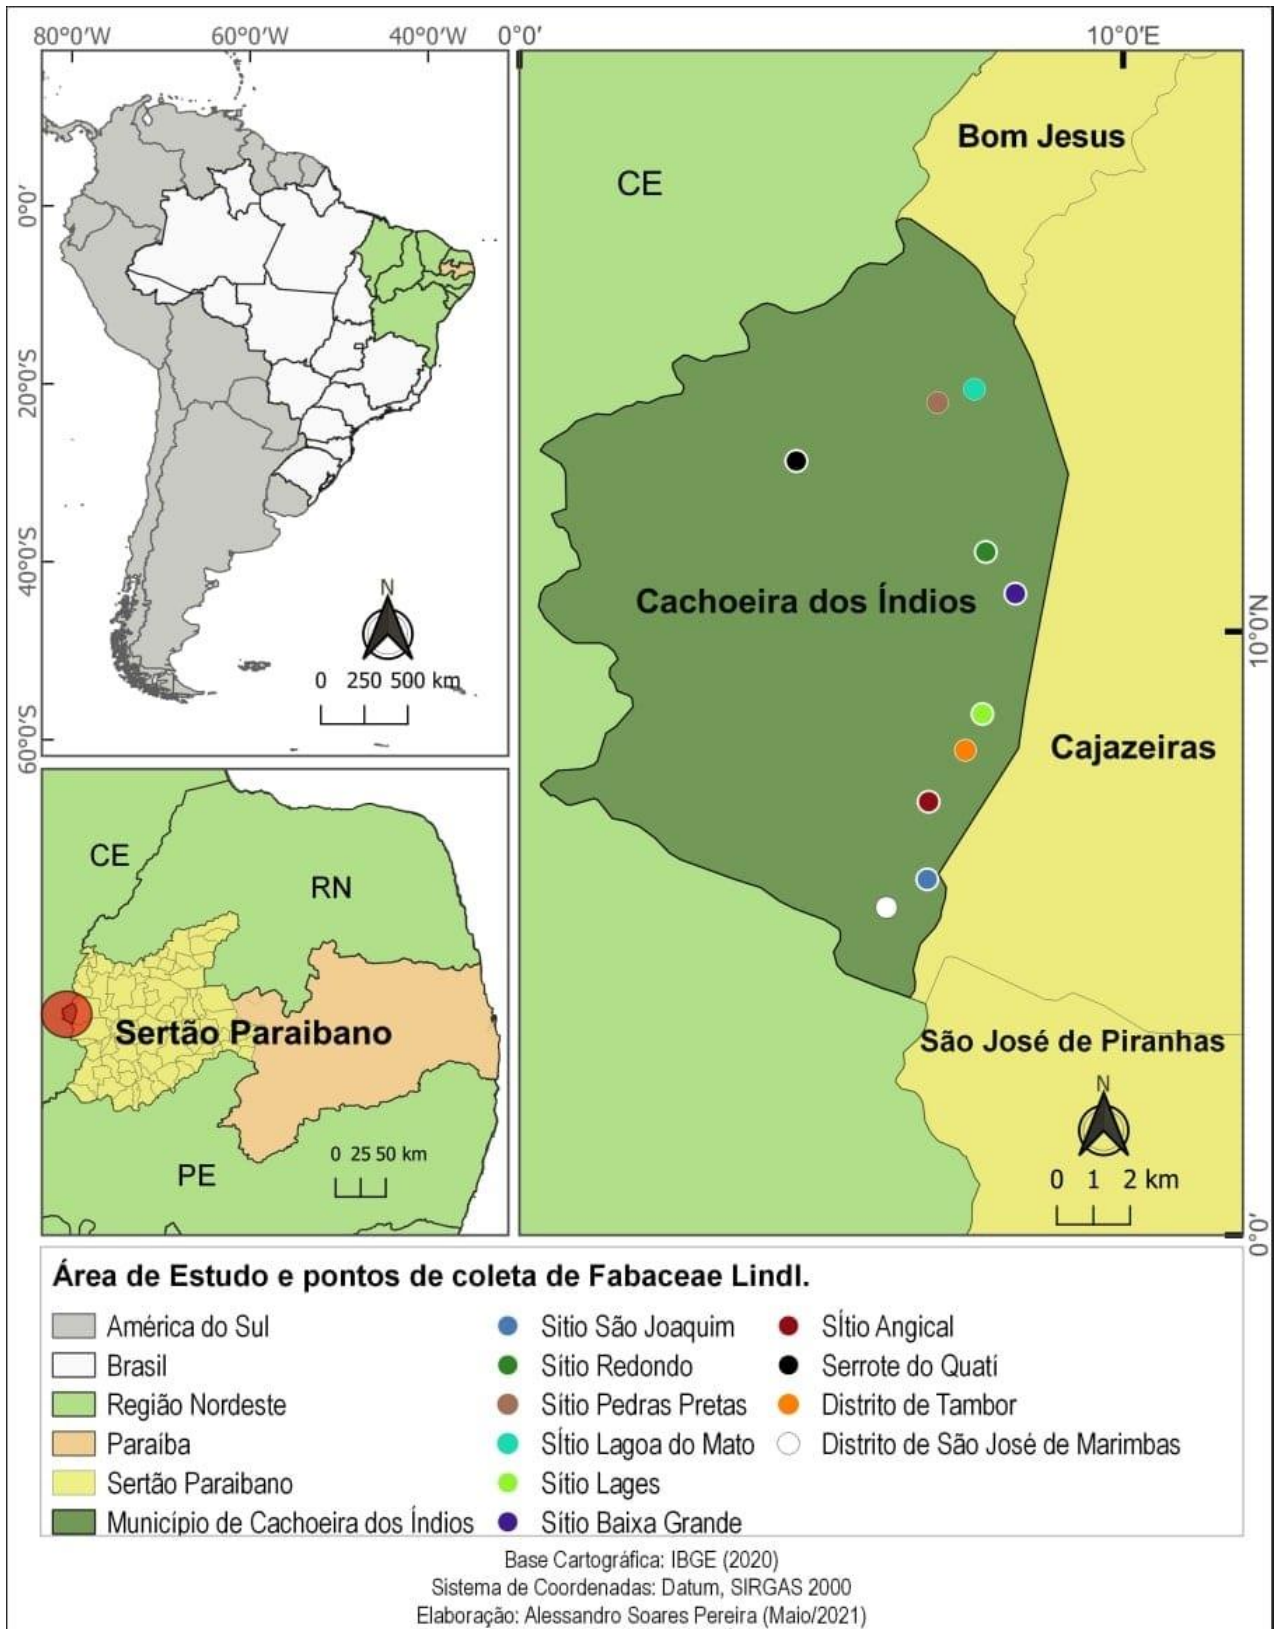 80°0'0"W 60°0'0"W 40°0'0"W 0°0' 10°0'E
0°0'
20°0'S
40°0'S
60°0'S
N
0 250 500 km
CE
RN
Sertão Paraibano
PE
0 25 50 km
Bom Jesus
CE
Cachoeira dos Índios
10°0'N
Cajazeiras
São José de Piranhas
N
0 1 2 km
0°0'
Área de Estudo e pontos de coleta de Fabaceae Lindl.
América do Sul
Brasil
Região Nordeste
Paraíba
Sertão Paraibano
Município de Cachoeira dos Índios
Sitio São Joaquim
Sítio Redondo
Sítio Pedras Pretas
SÍtio Lagoa do Mato
Sítio Lages
Sítio Baixa Grande
SÍtio Angical
Serrote do Quatí
Distrito de Tambor
Distrito de São José de Marimbas
Base Cartográfica: IBGE (2020)
Sistema de Coordenadas: Datum, SIRGAS 2000
Elaboração: Alessandro Soares Pereira (Maio/2021)